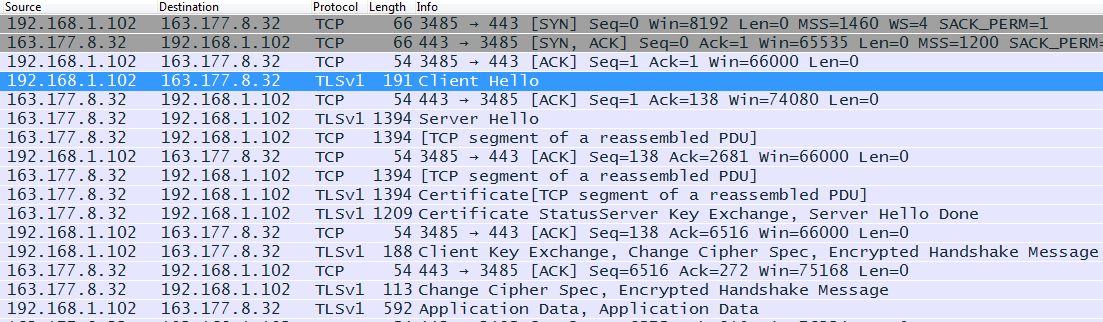 Source Destination Protocol Length Info
192.168.1.102 163.177.8.32 TCP 66 3485 → 443 [SYN] Seq=0 Win=8192 Len=0 MSS=1460 WS=4 SACK_PERM=1
163.177.8.32 192.168.1.102 TCP 66 443 → 3485 [SYN, ACK] Seq=0 Ack=1 Win=65535 Len=0 MSS=1200 SACK_PERM=
192.168.1.102 163.177.8.32 TCP 54 3485 → 443 [ACK] Seq=1 Ack=1 Win=66000 Len=0
192.168.1.102 163.177.8.32 TLSv1 191 Client Hello
163.177.8.32 192.168.1.102 TCP 54 443 → 3485 [ACK] Seq=1 Ack=138 Win=74080 Len=0
163.177.8.32 192.168.1.102 TLSv1 1394 Server Hello
163.177.8.32 192.168.1.102 TCP 1394 [TCP segment of a reassembled PDU]
192.168.1.102 163.177.8.32 TCP 54 3485 → 443 [ACK] Seq=138 Ack=2681 Win=66000 Len=0
163.177.8.32 192.168.1.102 TCP 1394 [TCP segment of a reassembled PDU]
163.177.8.32 192.168.1.102 TLSv1 1394 Certificate[TCP segment of a reassembled PDU]
163.177.8.32 192.168.1.102 TLSv1 1209 Certificate StatusServer Key Exchange, Server Hello Done
192.168.1.102 163.177.8.32 TCP 54 3485 → 443 [ACK] Seq=138 Ack=6516 Win=66000 Len=0
192.168.1.102 163.177.8.32 TLSv1 188 Client Key Exchange, Change Cipher Spec, Encrypted Handshake Message
163.177.8.32 192.168.1.102 TCP 54 443 → 3485 [ACK] Seq=6516 Ack=272 Win=75168 Len=0
163.177.8.32 192.168.1.102 TLSv1 113 Change Cipher Spec, Encrypted Handshake Message
192.168.1.102 163.177.8.32 TLSv1 592 Application Data, Application Data